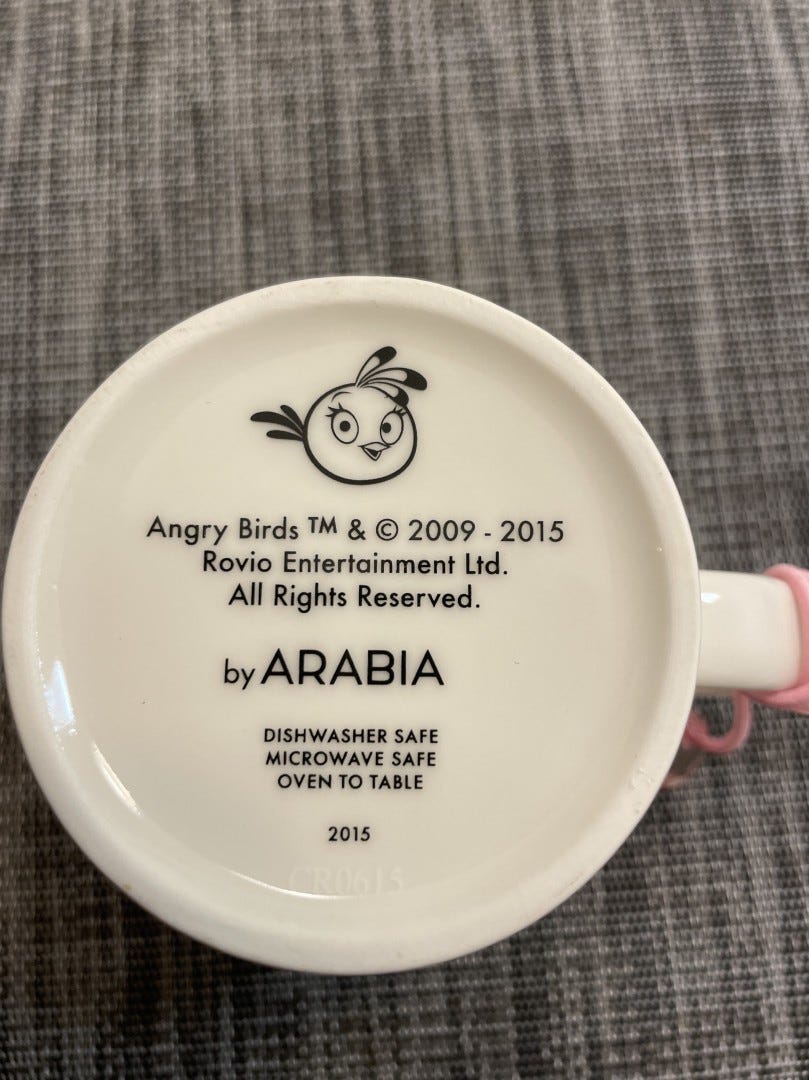 Angry Birds ™ & © 2009 - 2015
Rovio Entertainment Ltd.
All Rights Reserved.
by ARABIA
DISHWASHER SAFE
MICROWAVE SAFE
OVEN TO TABLE
2015
CR0615